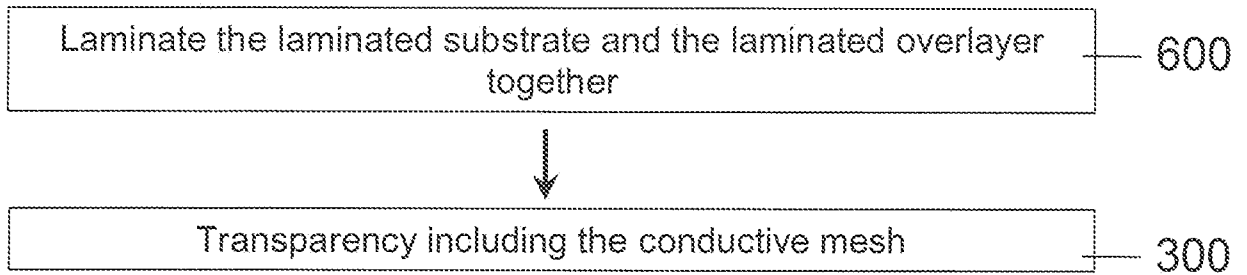 Laminate the laminated substrate and the laminated overlayer
together
600
Transparency including the conductive mesh
300